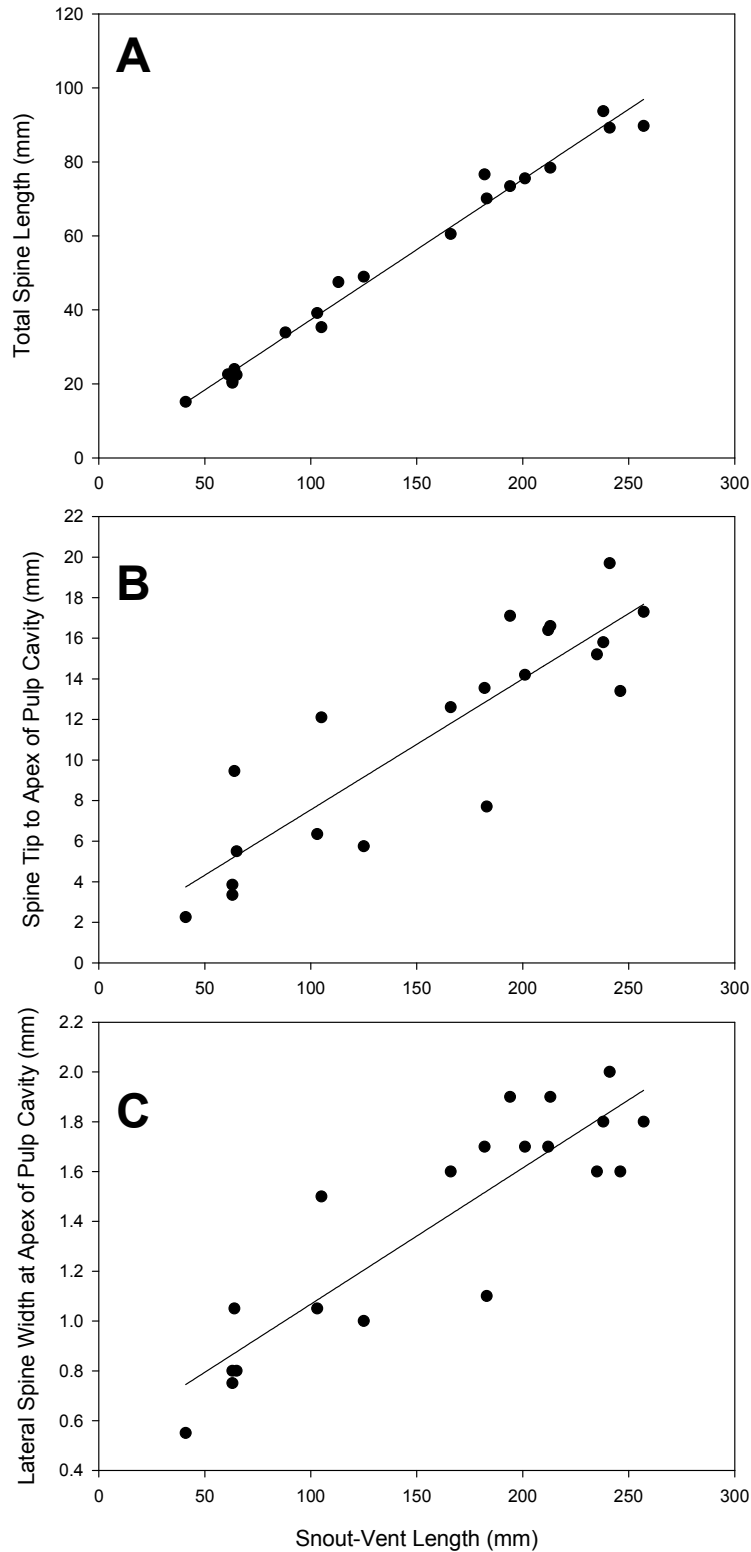 A
Total Spine Length (mm)
120
100
80
60
40
20
0
0 50 100 150 200 250 300
B
Spine Tip to Apex of Pulp Cavity (mm)
22
20
18
16
14
12
10
8
6
4
2
0
0 50 100 150 200 250 300
C
Lateral Spine Width at Apex of Pulp Cavity (mm)
2.2
2.0
1.8
1.6
1.4
1.2
1.0
0.8
0.6
0.4
0 50 100 150 200 250 300
Snout-Vent Length (mm)